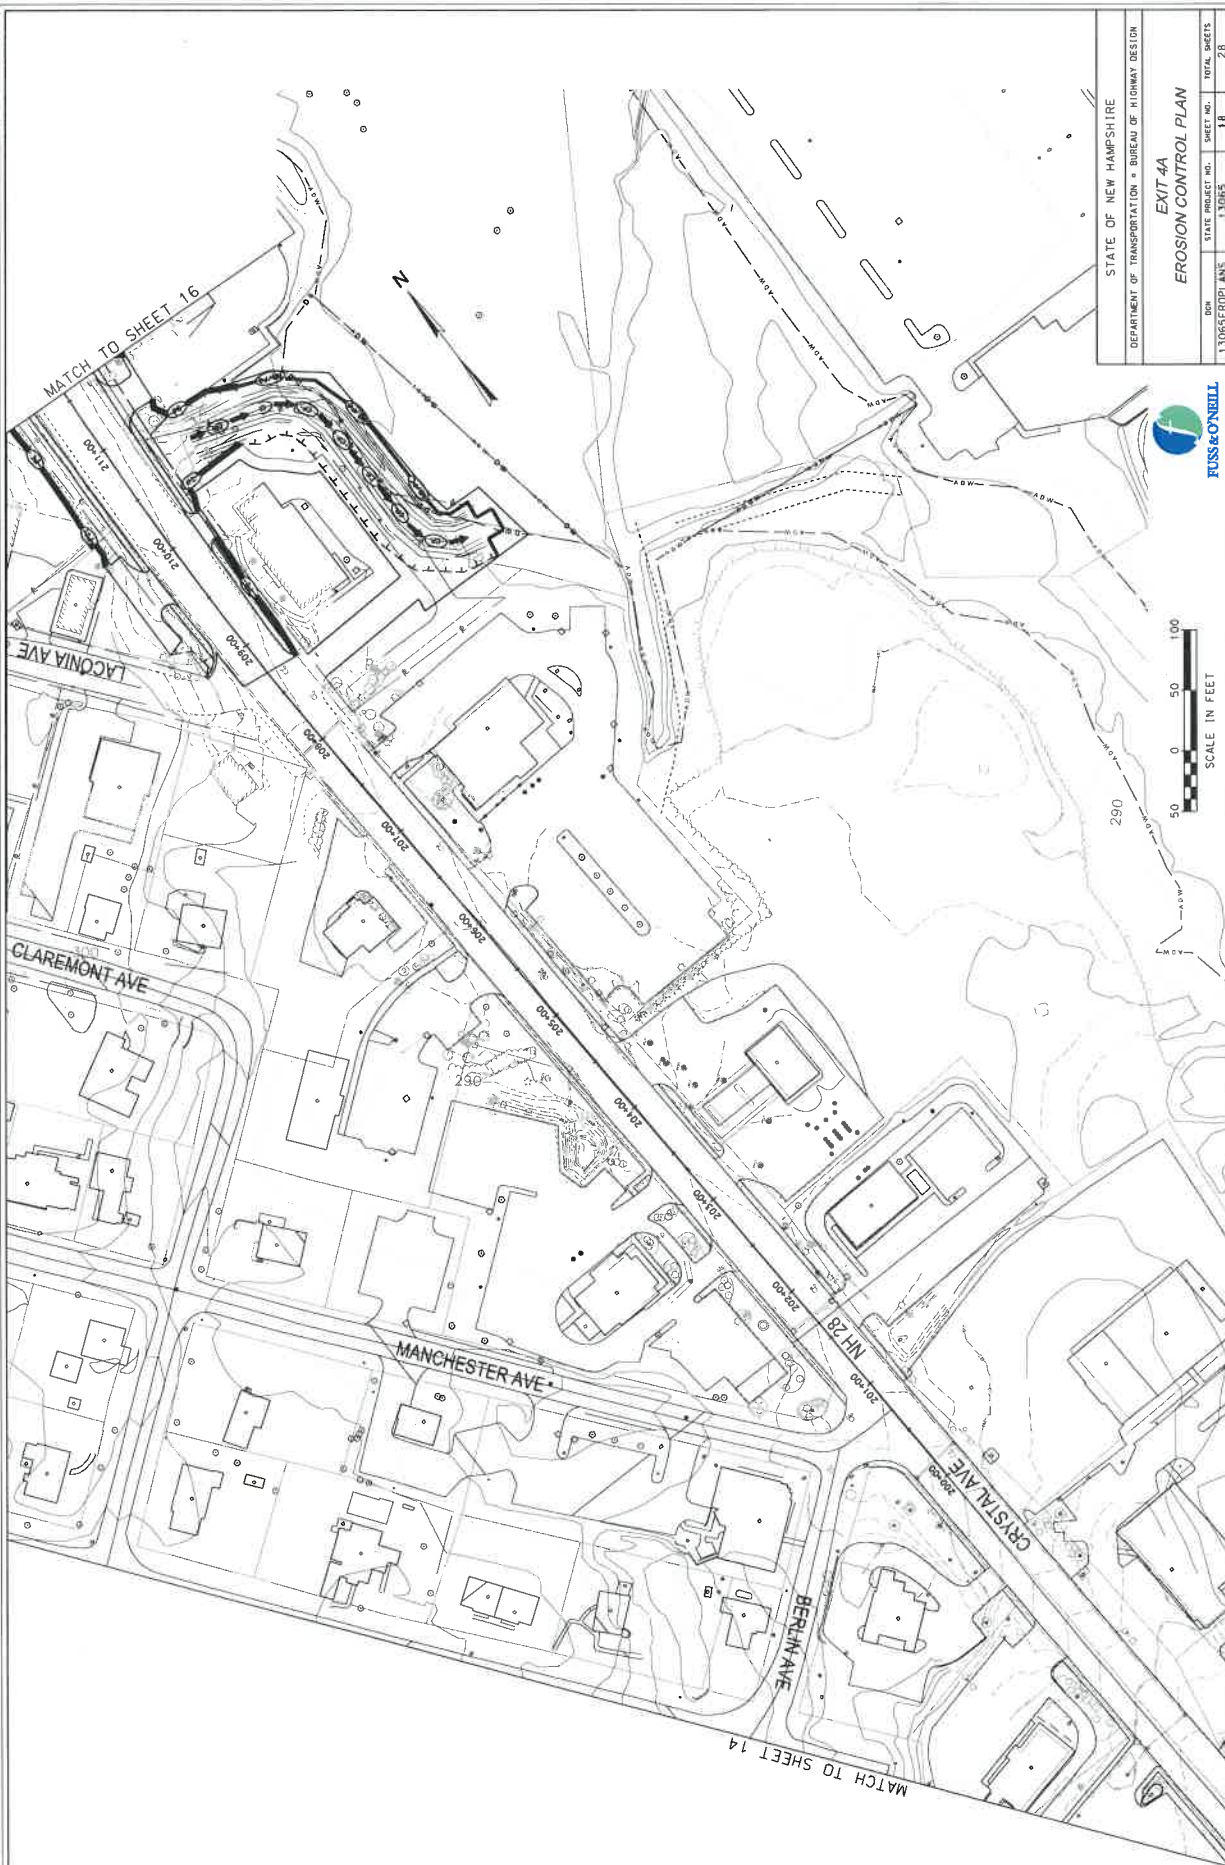 STATE OF NEW HAMPSHIRE
DEPARTMENT OF TRANSPORTATION • BUREAU OF HIGHWAY DESIGN
EXIT 4A
EROSION CONTROL PLAN
DGN
STATE PROJECT NO.
SHEET NO.
TOTAL SHEETS
13065EROPLANS
13065
18
28
FUSS & O'NEILL
50 0 50 100
SCALE IN FEET
MATCH TO SHEET 16
N
211+00
210+00
209+00
208+00
207+00
206+00
205+00
204+00
203+00
202+00
NH 28
201+00
200+00
CRYSTAL AVE
LACONIA AVE
CLAREMONT AVE
300
290
MANCHESTER AVE
BERLIN AVE
MATCH TO SHEET 14
290